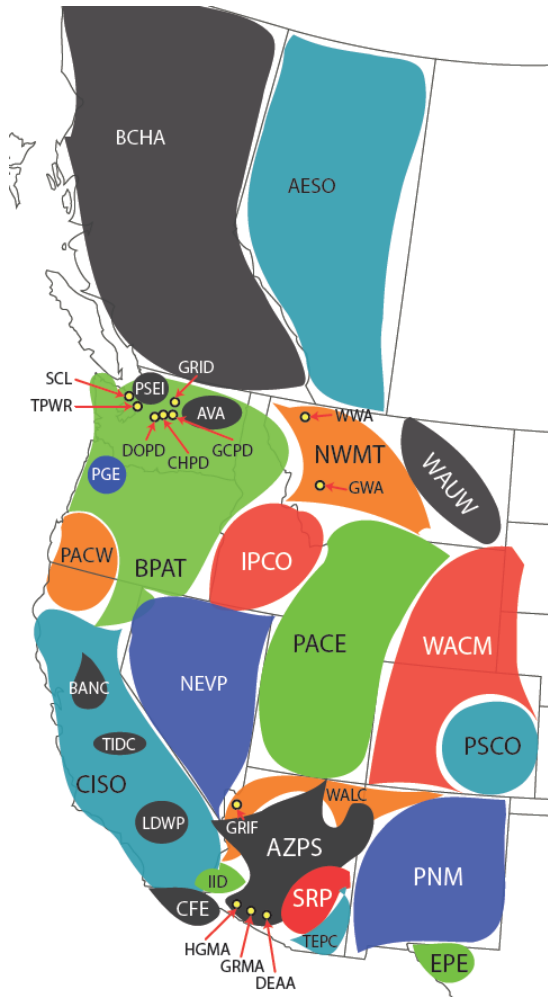 BCHA
AESO
GRID
SCL
PSEI
TPWR
AVA
WWA
DOPD
GCPD
CHPD
NWMT
WAUW
PGE
GWA
PACW
BPAT
IPCO
PACE
WACM
NEVP
BANC
PSCO
TIDC
CISO
WALC
LDWP
GRIF
AZPS
IID
PNM
SRP
CFE
TEPC
HGMA
EPE
GRMA
DEAA